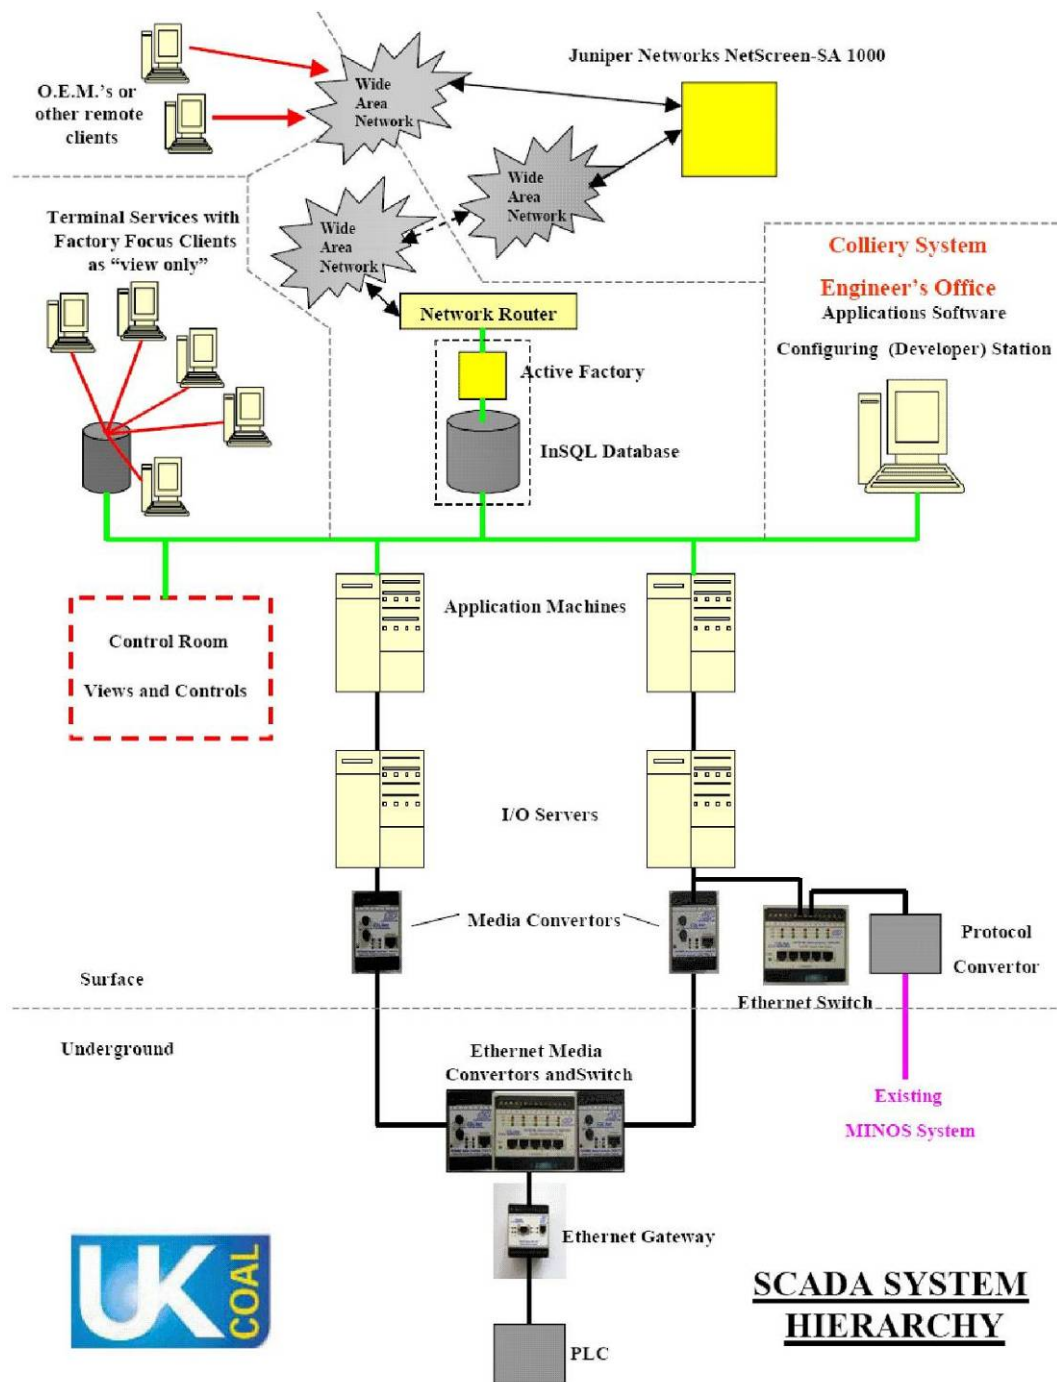 Juniper Networks NetScreen-SA 1000
O.E.M.'s or
other remote
clients
Wide
Area
Network
Wide
Area
Network
Wide
Area
Network
Terminal Services with
Factory Focus Clients
as “view only”
Colliery System
Engineer’s Office
Applications Software
Configuring (Developer) Station
Network Router
Active Factory
InSQL Database
Application Machines
Control Room
Views and Controls
I/O Servers
Media Convertors
Protocol
Convertor
Ethernet Switch
Surface
Underground
Ethernet Media
Convertors andSwitch
Existing
MINOS System
Ethernet Gateway
UK
COAL
SCADA SYSTEM
HIERARCHY
PLC